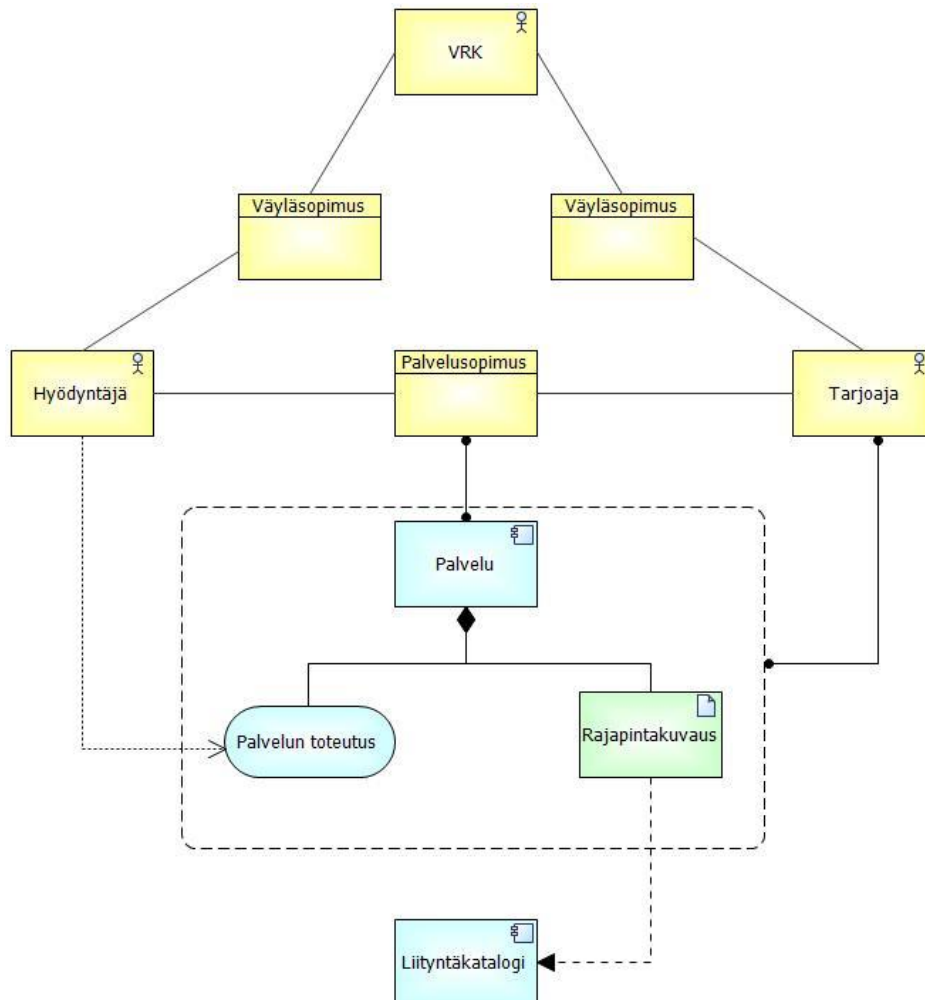 VRK
Väyläsopimus
Väyläsopimus
Hyödyntäjä
Palvelusopimus
Tarjoaja
Palvelu
Palvelun toteutus
Rajapintakuvaus
Liityntäkatalogi